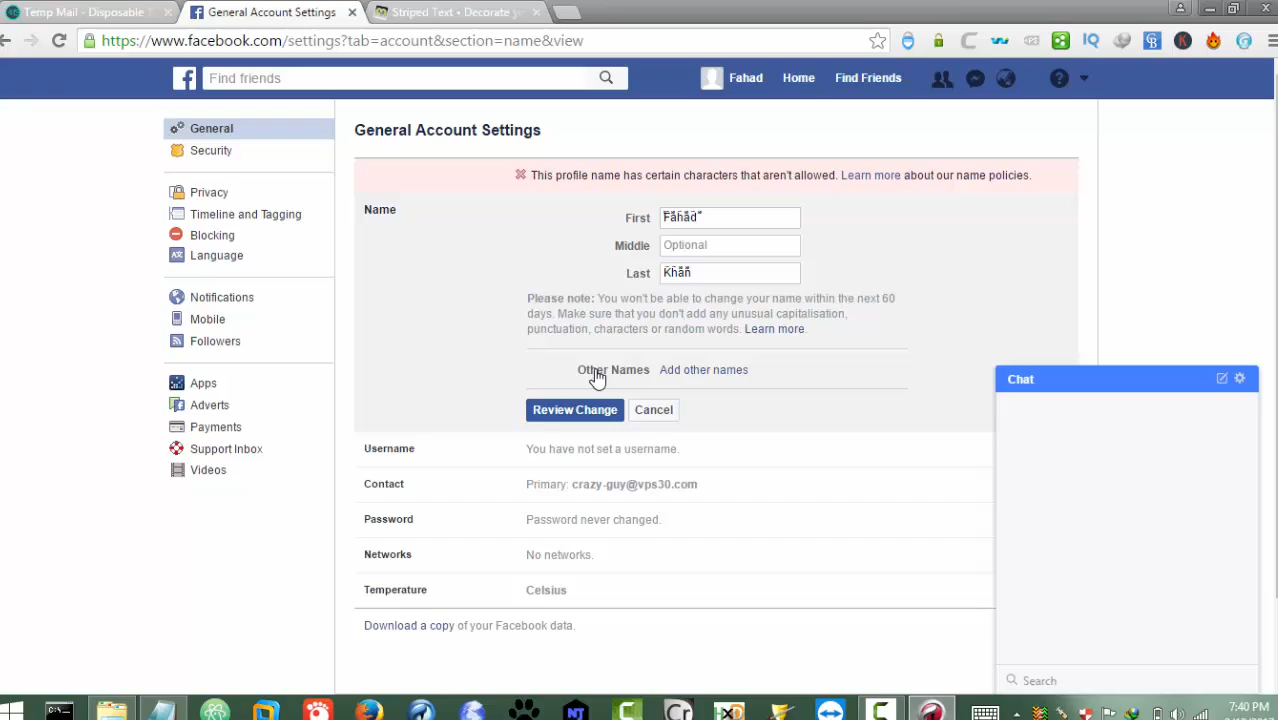 Temp Mail - Disposable
General Account Settings
Striped Text • Decorate yo
https://www.facebook.com/settings?tab=account&section=name&view
Find friends
Fahad
Home
Find Friends
General
Security
Privacy
Timeline and Tagging
Blocking
Language
Notifications
Mobile
Followers
Apps
Adverts
Payments
Support Inbox
Videos
General Account Settings
This profile name has certain characters that aren't allowed. Learn more about our name policies.
Name
First
Middle Optional
Last
Please note: You won't be able to change your name within the next 60
days. Make sure that you don't add any unusual capitalisation,
punctuation, characters or random words. Learn more.
Other Names Add other names
Review Change Cancel
Username You have not set a username.
Contact Primary: crazy-guy@vps30.com
Password Password never changed.
Networks No networks.
Temperature Celsius
Download a copy of your Facebook data.
Chat
Search
7:40 PM